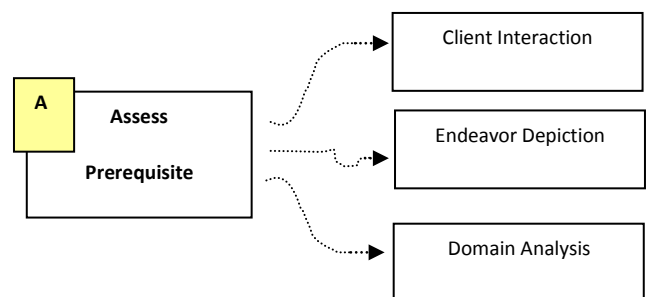 A
Assess
Prerequisite
Client Interaction
Endeavor Depiction
Domain Analysis